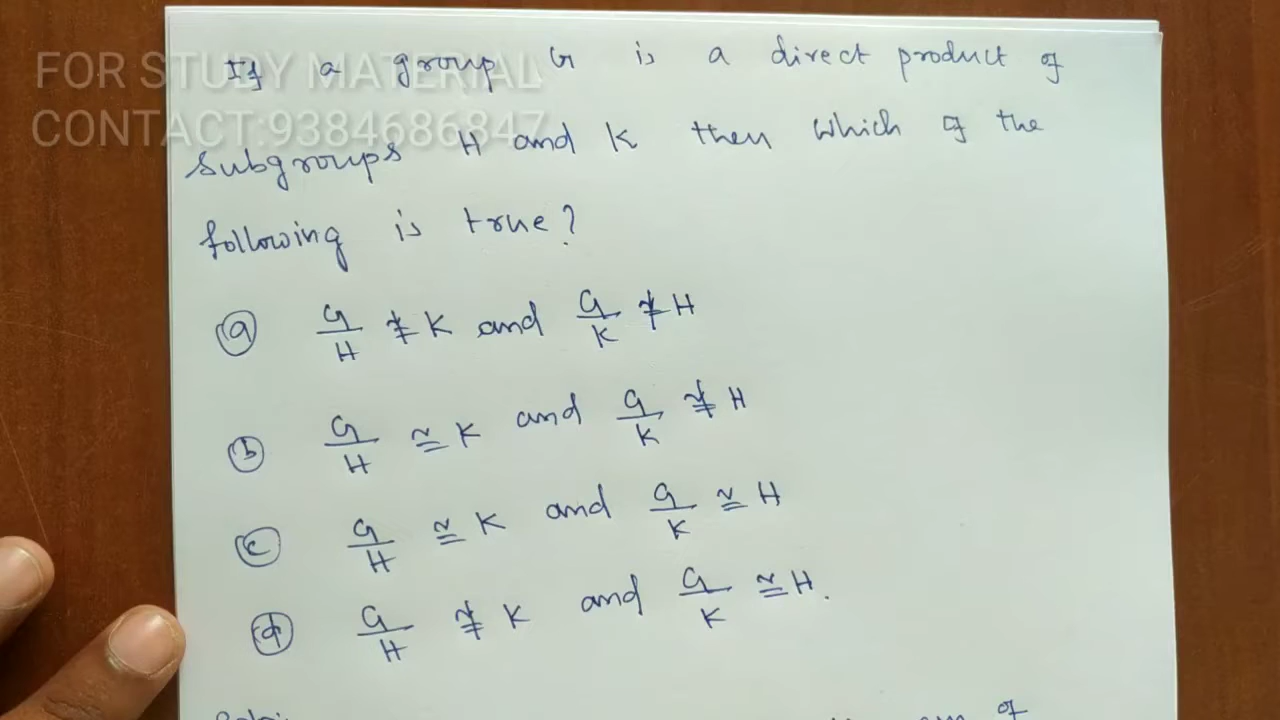 FOR STUDY MATERIAL
CONTACT:9384686847
If a group G is a direct product of
subgroups H and K then which of the
following is true?
(a) G/H ≇ K and G/K ≇ H
(b) G/H ≅ K and G/K ≇ H
(c) G/H ≅ K and G/K ≅ H
(d) G/H ≇ K and G/K ≅ H.
of